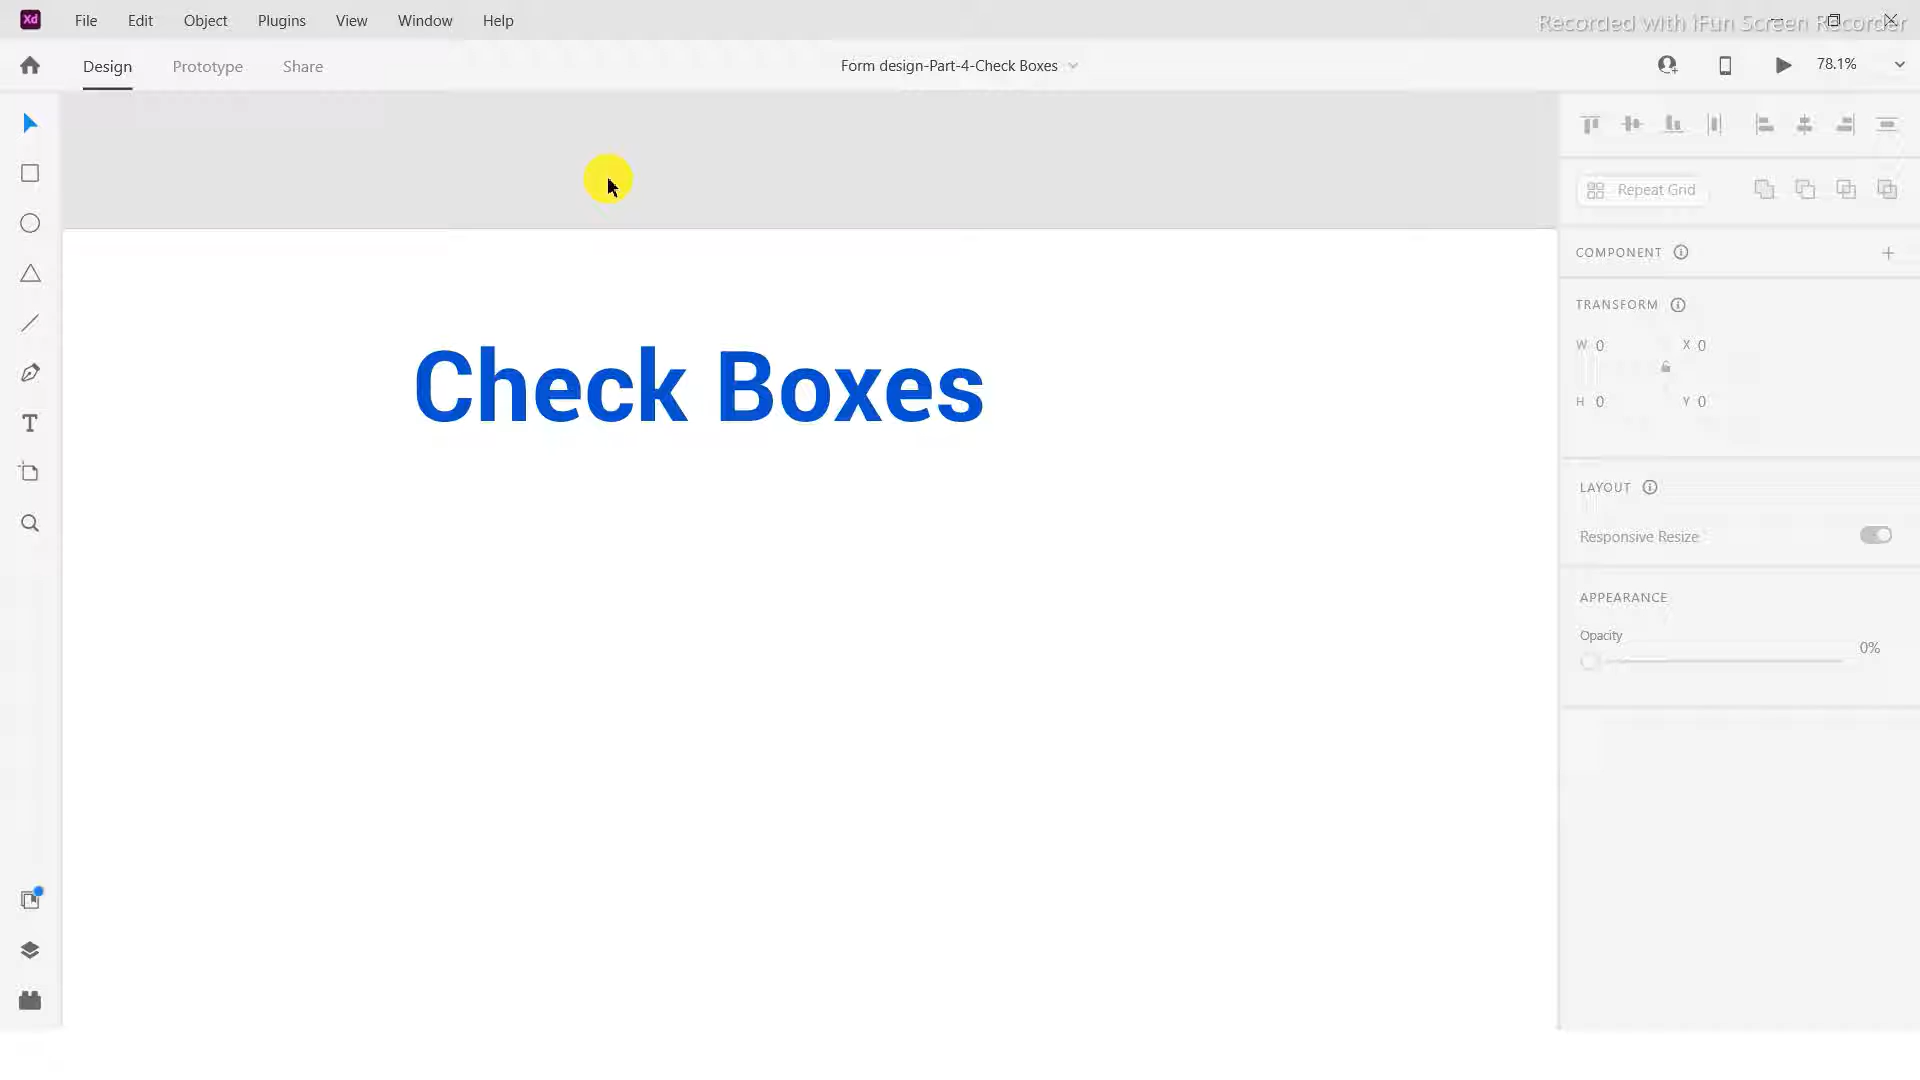 Xd File Edit Object Plugins View Window Help Recorded with iFun Screen Recorder
Design Prototype Share Form design-Part-4-Check Boxes 78.1%
Repeat Grid
COMPONENT
TRANSFORM
W 0 X 0
H 0 Y 0
Check Boxes
T
LAYOUT
Responsive Resize
APPEARANCE
Opacity
0%